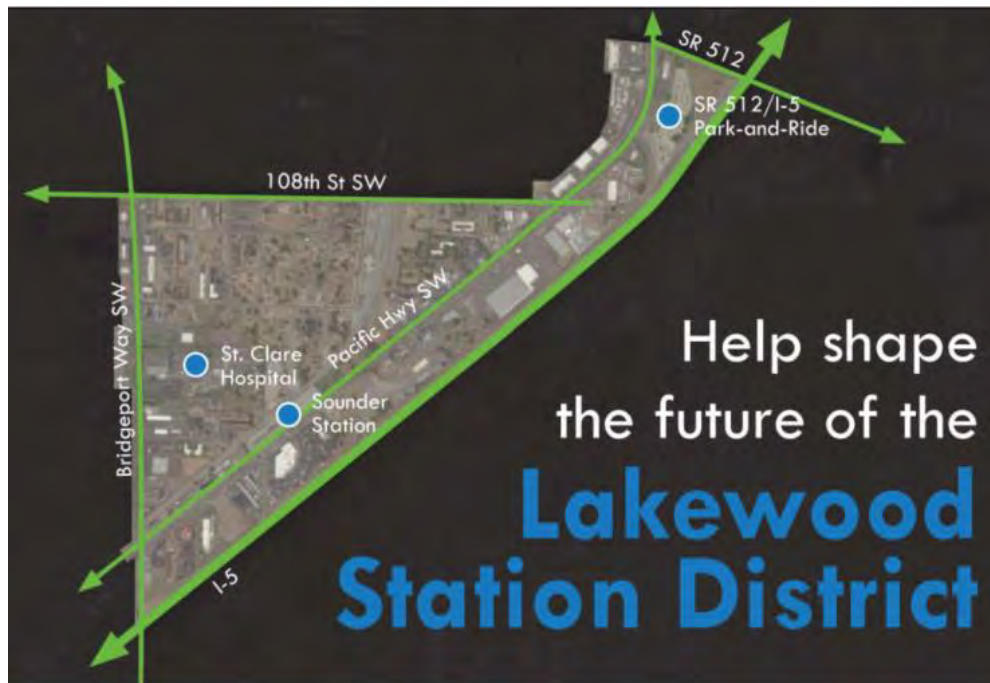 SR 512
SR 512/I-5
Park-and-Ride
108th St SW
Bridgeport Way SW
Pacific Hwy SW
St. Clare
Hospital
Sounder
Station
I-5
Help shape
the future of the
Lakewood
Station District